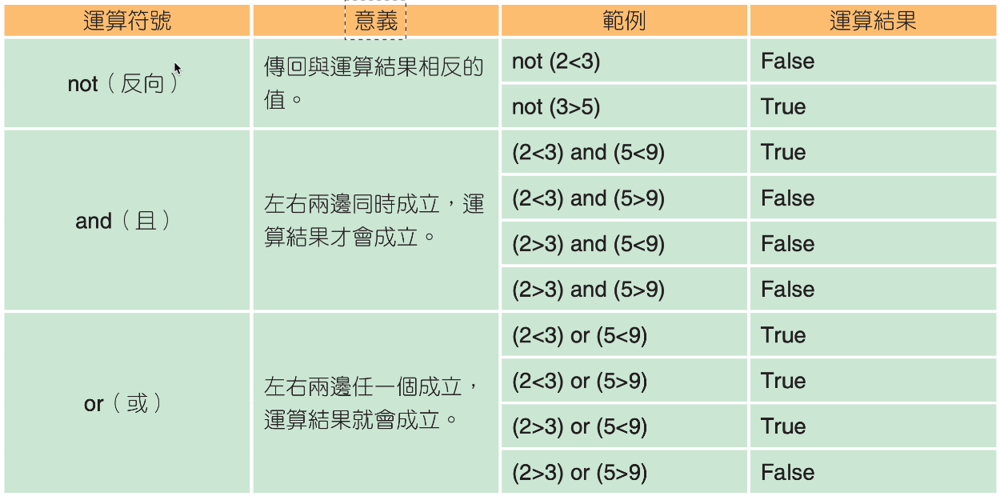 運算符號 意義 範例 運算結果
not（反向） 傳回與運算結果相反的值。 not (2<3) False
not (3>5) True
and（且） 左右兩邊同時成立，運算結果才會成立。 (2<3) and (5<9) True
(2<3) and (5>9) False
(2>3) and (5<9) False
(2>3) and (5>9) False
or（或） 左右兩邊任一個成立，運算結果就會成立。 (2<3) or (5<9) True
(2<3) or (5>9) True
(2>3) or (5<9) True
(2>3) or (5>9) False